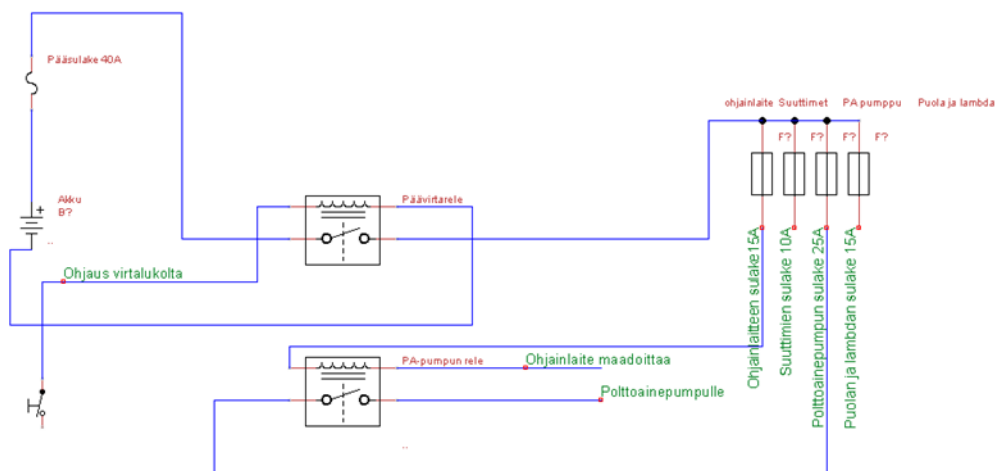 Pääsulake 40A
ohjainlaite Suuttimet PA pumppu Puola ja lambda
F? F? F?
Akku
B?
+
Päävirtarele
Ohjaus virtalukolta
Ohjainlaitteen sulake15A
Suuttimien sulake 10A
Polttoainepumpun sulake 25A
Puolan ja lambdan sulake 15A
PA-pumpun rele
Ohjainlaite maadoittaa
Polttoainepumpulle